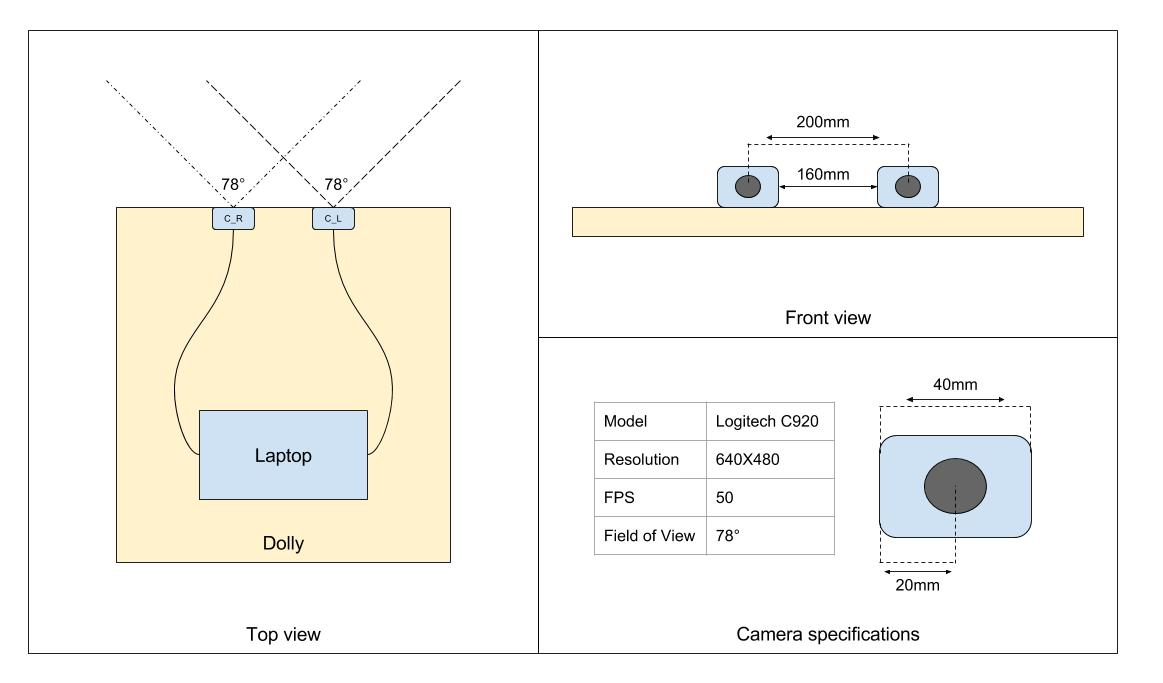 78°
78°
C_R
C_L
Laptop
Dolly
Top view
200mm
160mm
Front view
Model
Logitech C920
Resolution
640X480
FPS
50
Field of View
78°
40mm
20mm
Camera specifications